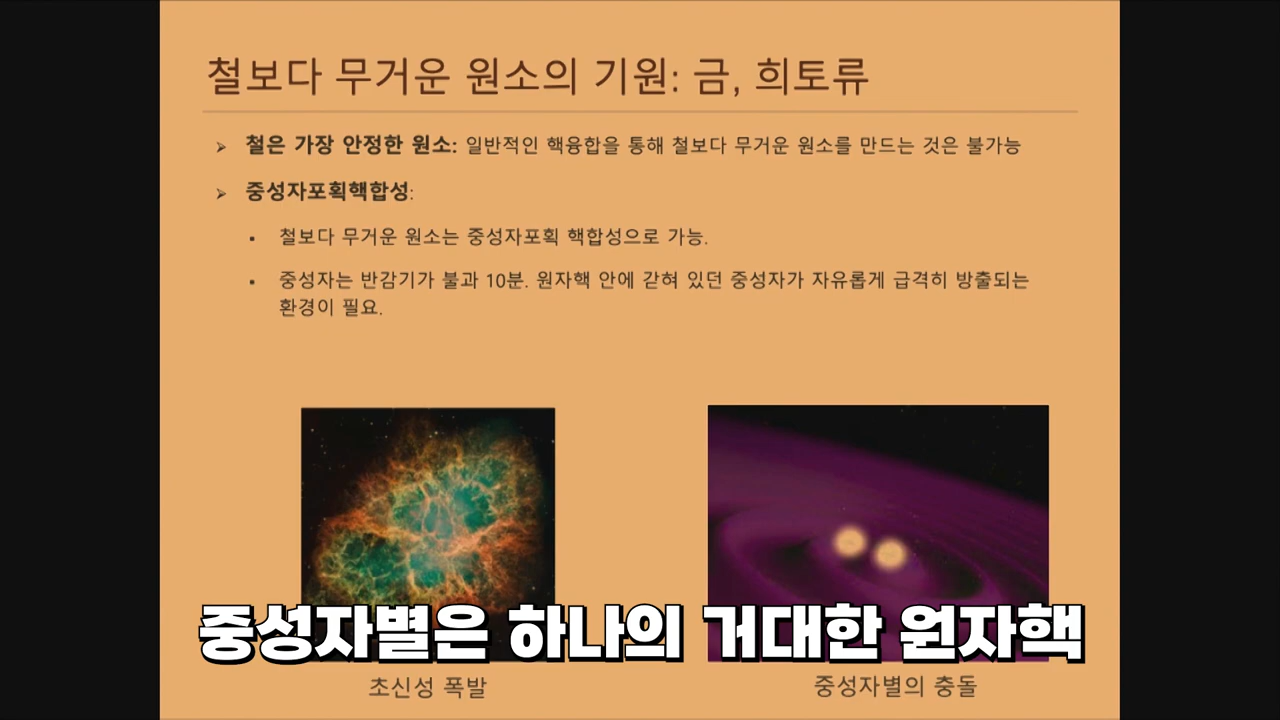 철보다 무거운 원소의 기원: 금, 희토류
철은 가장 안정한 원소: 일반적인 핵융합을 통해 철보다 무거운 원소를 만드는 것은 불가능
중성자포획핵합성:
철보다 무거운 원소는 중성자포획 핵합성으로 가능.
중성자는 반감기가 불과 10분. 원자핵 안에 갇혀 있던 중성자가 자유롭게 급격히 방출되는
환경이 필요.
중성자별은 하나의 거대한 원자핵
초신성 폭발
중성자별의 충돌